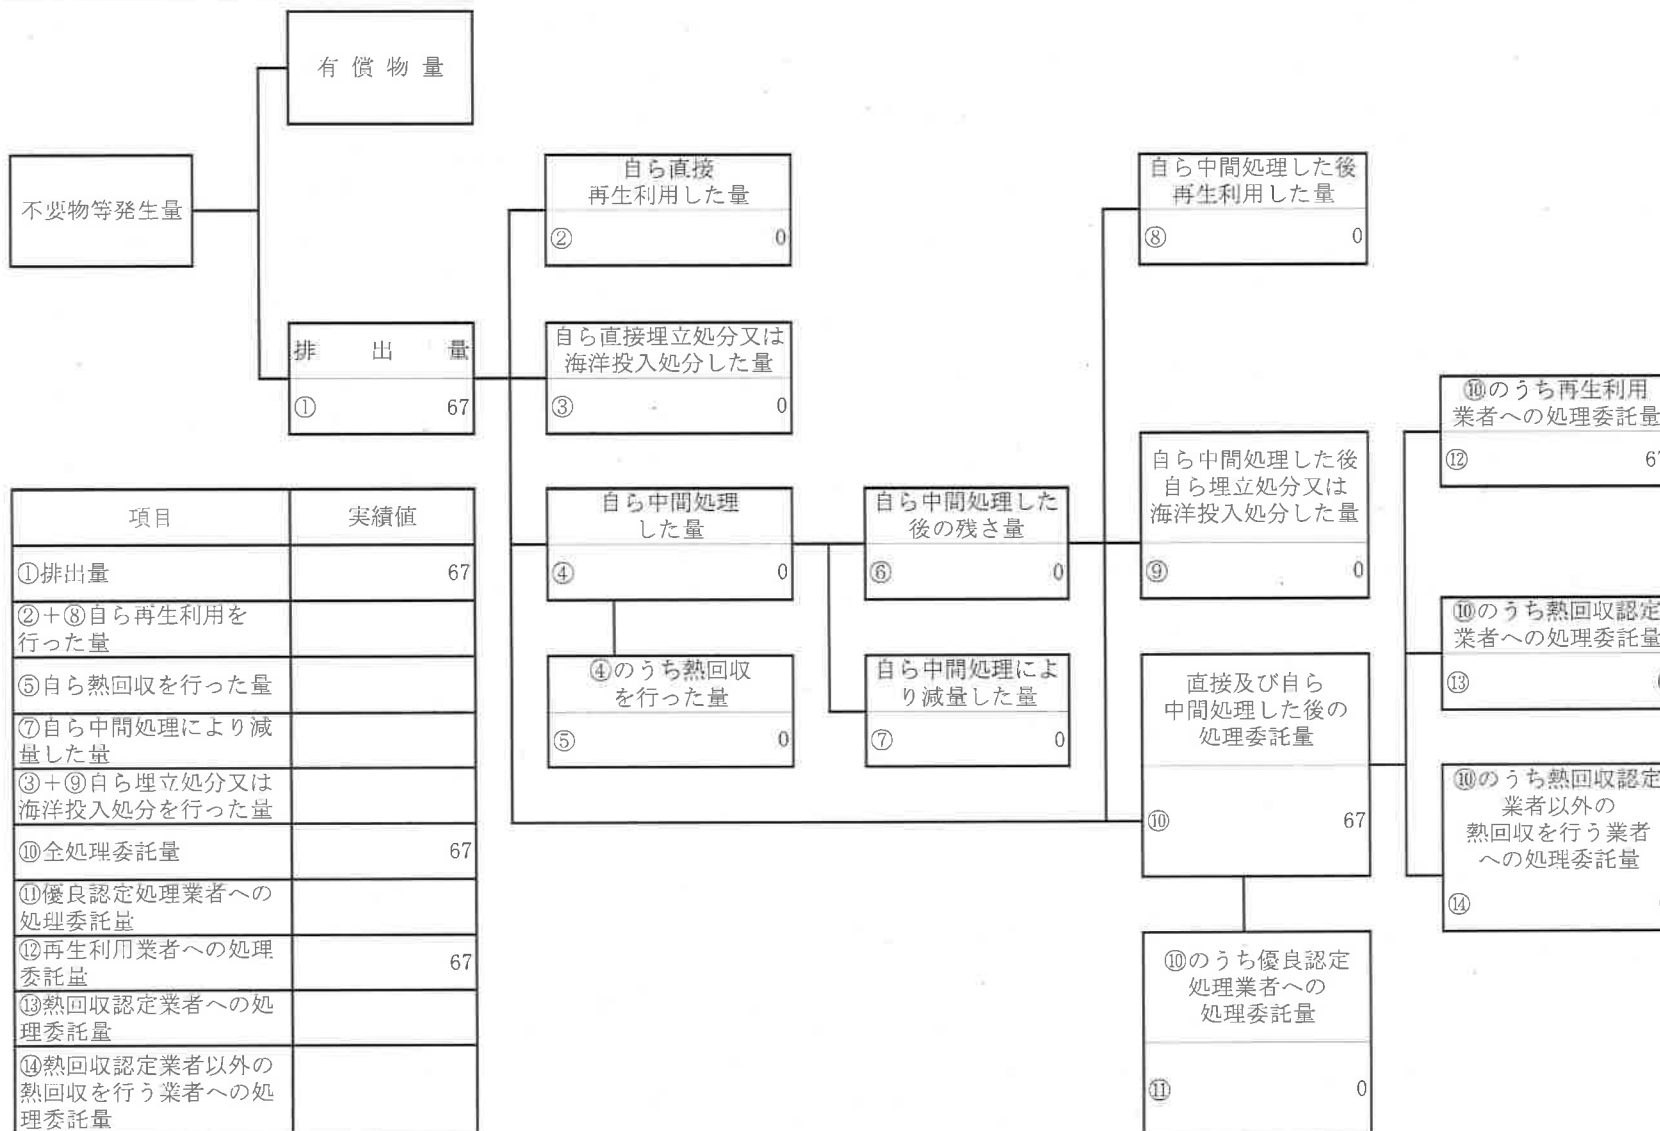 有償物量
不要物等発生量
排出量
① 67
自ら直接
再生利用した量
② 0
自ら直接埋立処分又は
海洋投入処分した量
③ 0
自ら中間処理
した量
④ 0
④のうち熱回収
を行った量
⑤ 0
自ら中間処理した
後の残さ量
⑥ 0
自ら中間処理によ
り減量した量
⑦ 0
自ら中間処理した後
再生利用した量
⑧ 0
自ら中間処理した後
自ら埋立処分又は
海洋投入処分した量
⑨ 0
直接及び自ら
中間処理した後の
処理委託量
⑩ 67
⑩のうち優良認定
処理業者への
処理委託量
⑪ 0
⑩のうち再生利用
業者への処理委託量
⑫ 67
⑩のうち熱回収認定
業者への処理委託量
⑬
⑩のうち熱回収認定
業者以外の
熱回収を行う業者
への処理委託量
⑭
項目 実績値
①排出量 67
②+⑧自ら再生利用を
行った量
⑤自ら熱回収を行った量
⑦自ら中間処理により減
量した量
③+⑨自ら埋立処分又は
海洋投入処分を行った量
⑩全処理委託量 67
⑪優良認定処理業者への
処理委託量
⑫再生利用業者への処理
委託量 67
⑬熱回収認定業者への処
理委託量
⑭熱回収認定業者以外の
熱回収を行う業者への処
理委託量